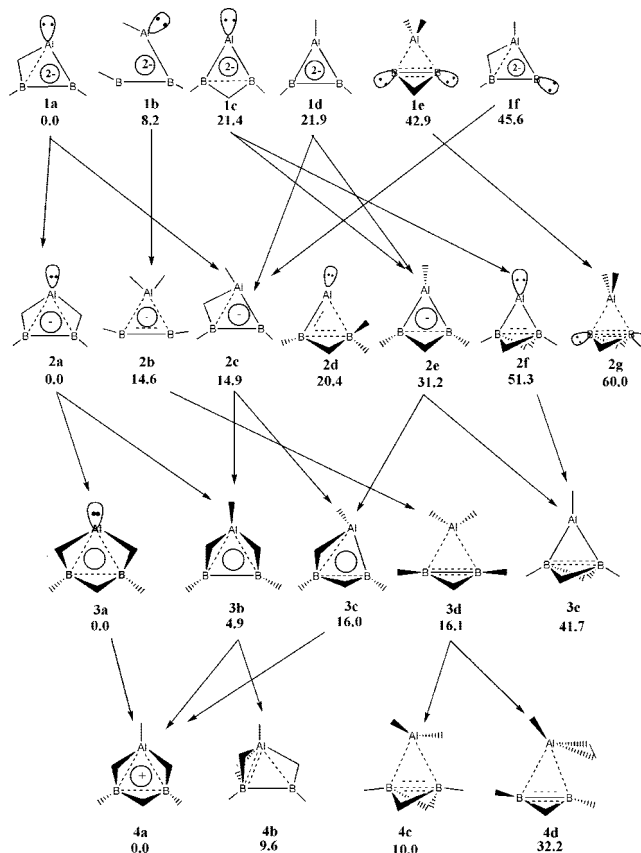 Al Al Al Al Al Al
2- 2- 2- 2- 2-
B B B B B B B B B B B B
1a 1b 1c 1d 1e 1f
0.0 8.2 21.4 21.9 42.9 45.6
Al Al Al Al Al Al Al
- - - -
B B B B B B B B B B B B B B
2a 2b 2c 2d 2e 2f 2g
0.0 14.6 14.9 20.4 31.2 51.3 60.0
Al Al Al Al Al
B B B B B B B B B B
3a 3b 3c 3d 3e
0.0 4.9 16.0 16.1 41.7
Al Al Al Al
+
B B B B B B B B
4a 4b 4c 4d
0.0 9.6 10.0 32.2